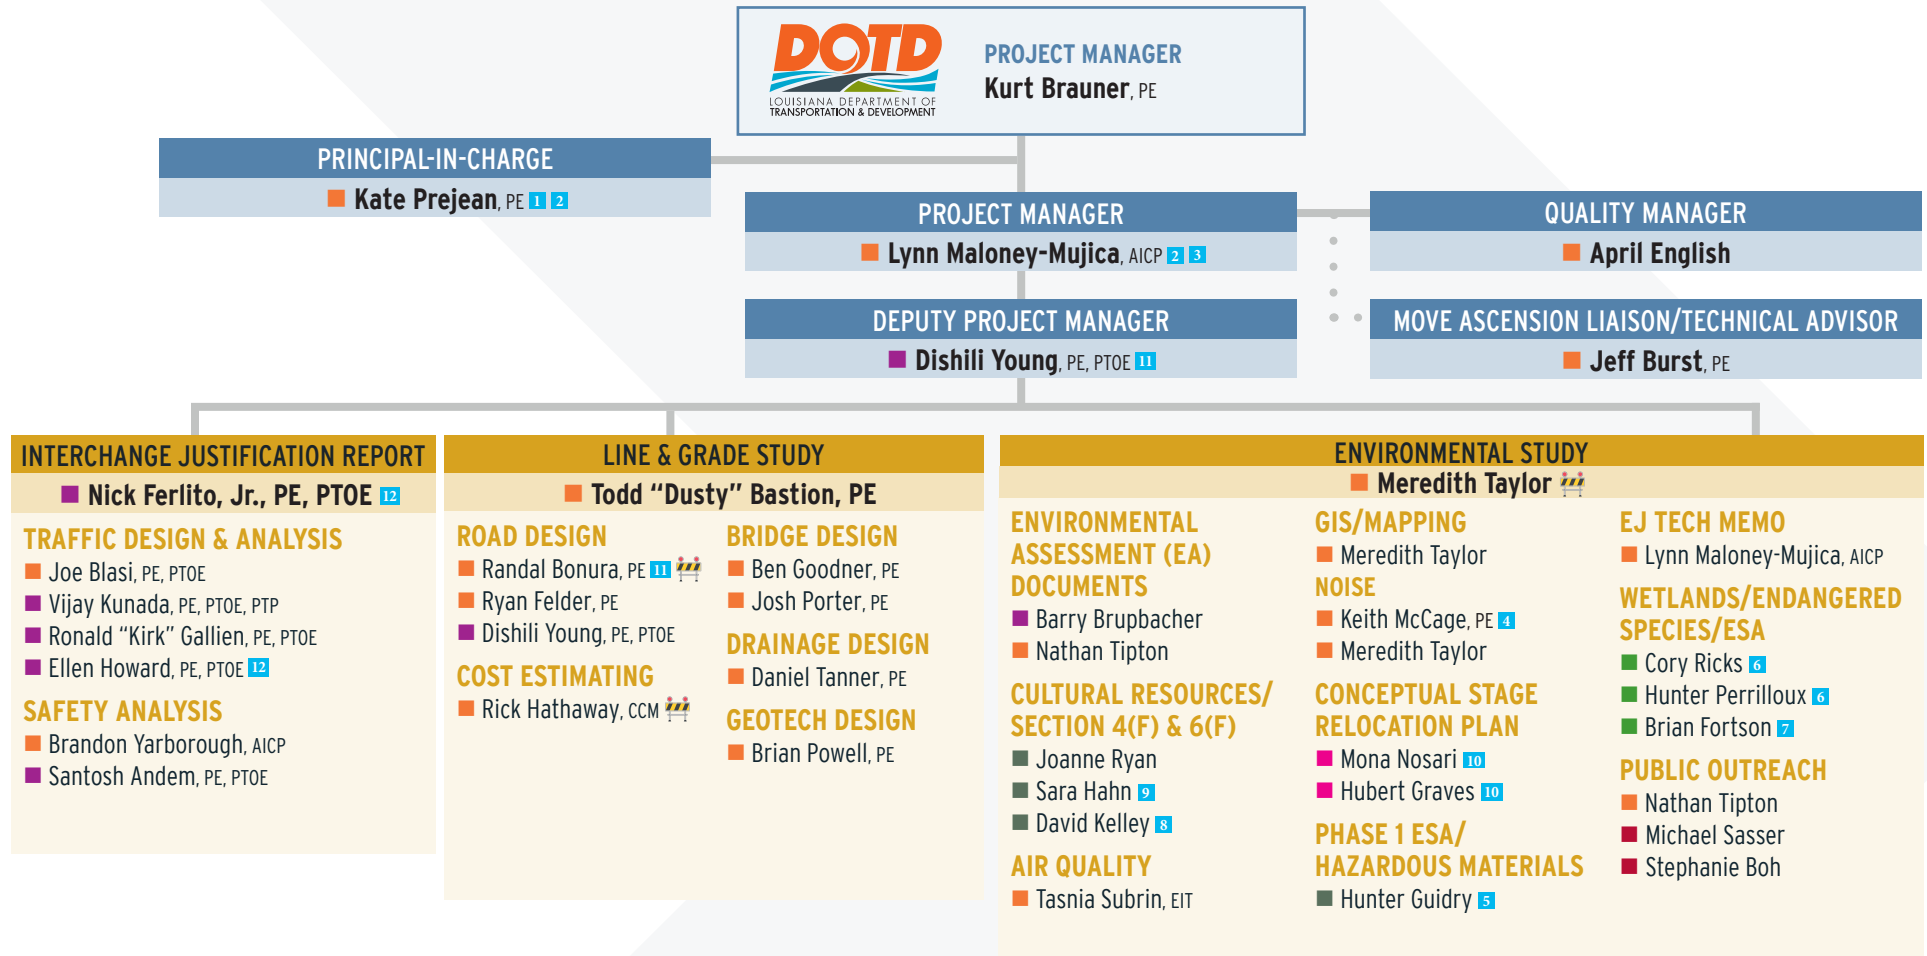 DOTD
LOUISIANA DEPARTMENT OF
TRANSPORTATION & DEVELOPMENT
PROJECT MANAGER
Kurt Brauner, PE
PRINCIPAL-IN-CHARGE
Kate Prejean, PE 1 2
PROJECT MANAGER
Lynn Maloney-Mujica, AICP 2 3
QUALITY MANAGER
April English
DEPUTY PROJECT MANAGER
Dishili Young, PE, PTOE 11
MOVE ASCENSION LIAISON/TECHNICAL ADVISOR
Jeff Burst, PE
INTERCHANGE JUSTIFICATION REPORT
Nick Ferlito, Jr., PE, PTOE 12
TRAFFIC DESIGN & ANALYSIS
Joe Blasi, PE, PTOE
Vijay Kunada, PE, PTOE, PTP
Ronald “Kirk” Gallien, PE, PTOE
Ellen Howard, PE, PTOE 12
SAFETY ANALYSIS
Brandon Yarborough, AICP
Santosh Andem, PE, PTOE
LINE & GRADE STUDY
Todd “Dusty” Bastion, PE
ROAD DESIGN
Randal Bonura, PE 11
Ryan Felder, PE
Dishili Young, PE, PTOE
COST ESTIMATING
Rick Hathaway, CCM
BRIDGE DESIGN
Ben Goodner, PE
Josh Porter, PE
DRAINAGE DESIGN
Daniel Tanner, PE
GEOTECH DESIGN
Brian Powell, PE
ENVIRONMENTAL STUDY
Meredith Taylor
ENVIRONMENTAL
ASSESSMENT (EA)
DOCUMENTS
Barry Brupbacher
Nathan Tipton
CULTURAL RESOURCES/
SECTION 4(F) & 6(F)
Joanne Ryan
Sara Hahn 9
David Kelley 8
AIR QUALITY
Tasnia Subrin, EIT
GIS/MAPPING
Meredith Taylor
NOISE
Keith McCage, PE 4
Meredith Taylor
CONCEPTUAL STAGE
RELOCATION PLAN
Mona Nosari 10
Hubert Graves 10
PHASE 1 ESA/
HAZARDOUS MATERIALS
Hunter Guidry 5
EJ TECH MEMO
Lynn Maloney-Mujica, AICP
WETLANDS/ENDANGERED
SPECIES/ESA
Cory Ricks 6
Hunter Perrilloux 6
Brian Fortson 7
PUBLIC OUTREACH
Nathan Tipton
Michael Sasser
Stephanie Boh